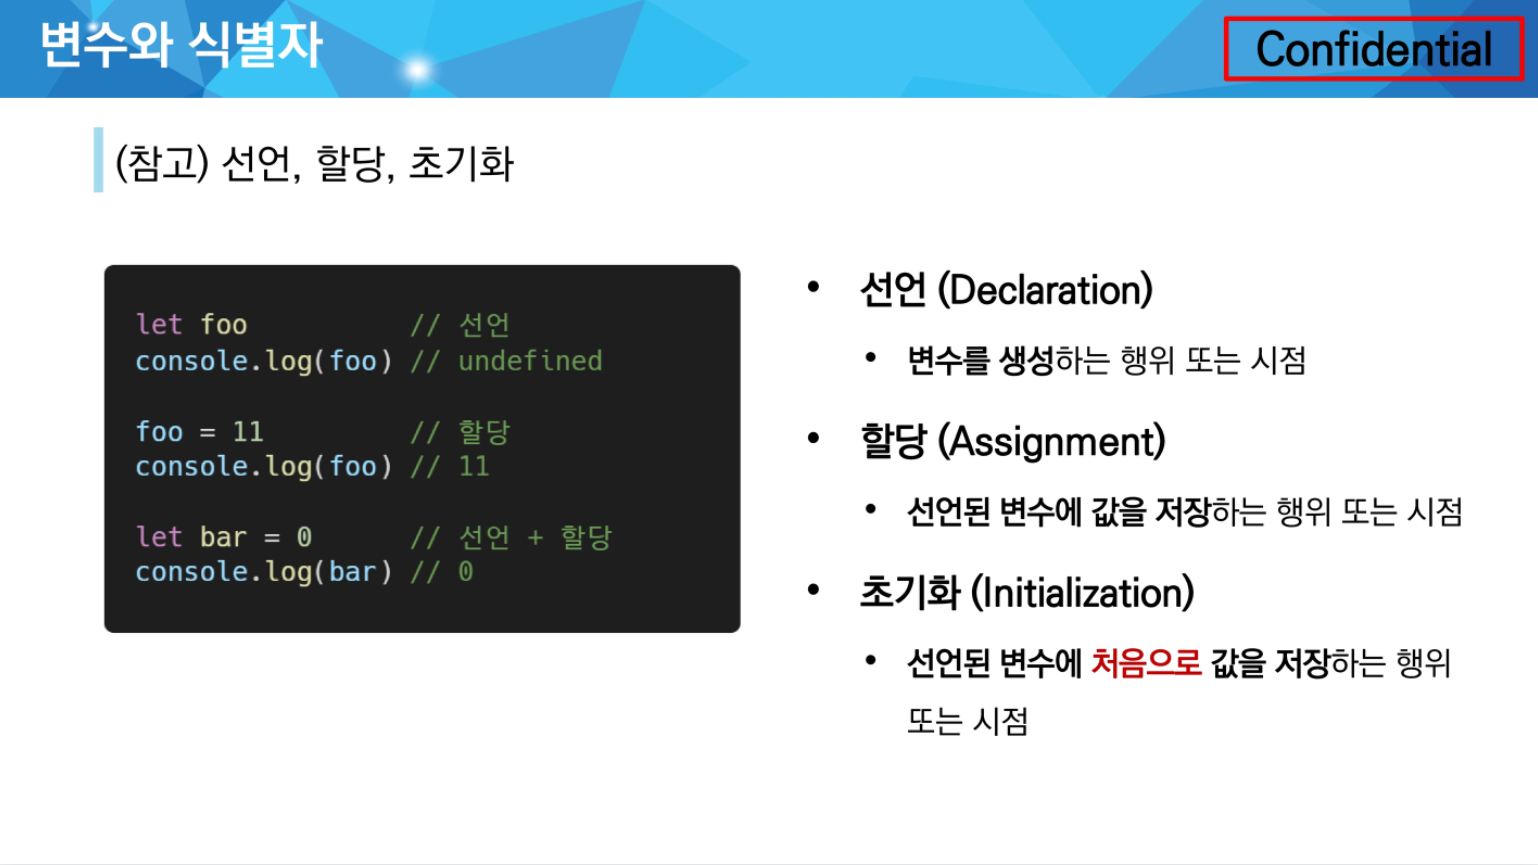 변수와 식별자
Confidential
(참고) 선언, 할당, 초기화
let foo // 선언
console.log(foo) // undefined
foo = 11 // 할당
console.log(foo) // 11
let bar = 0 // 선언 + 할당
console.log(bar) // 0
• 선언 (Declaration)
• 변수를 생성하는 행위 또는 시점
• 할당 (Assignment)
• 선언된 변수에 값을 저장하는 행위 또는 시점
• 초기화 (Initialization)
• 선언된 변수에 처음으로 값을 저장하는 행위
또는 시점